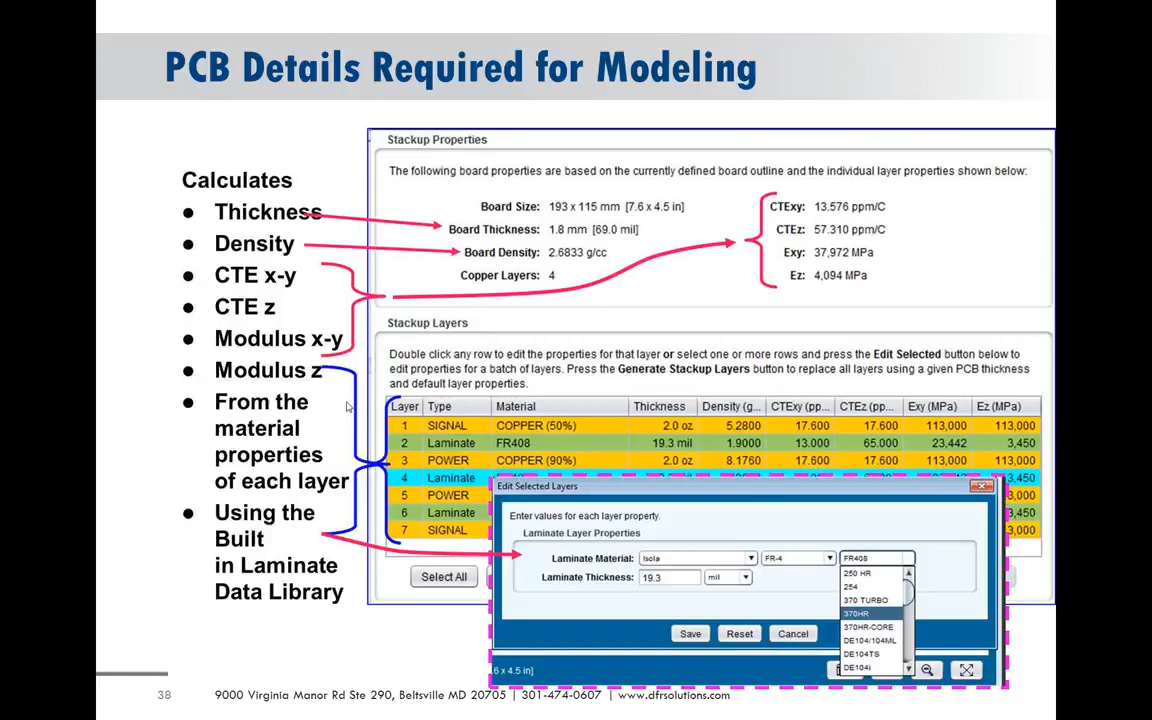 PCB Details Required for Modeling
Calculates
● Thickness
● Density
● CTE x-y
● CTE z
● Modulus x-y
● Modulus z
● From the
material
properties
of each layer
● Using the
Built
in Laminate
Data Library
Stackup Properties
The following board properties are based on the currently defined board outline and the individual layer properties shown below:
Board Size: 193 x 115 mm [7.6 x 4.5 in] CTExy: 13.576 ppm/C
Board Thickness: 1.8 mm [69.0 mil] CTEz: 57.310 ppm/C
Board Density: 2.6833 g/cc Exy: 37,972 MPa
Copper Layers: 4 Ez: 4,094 MPa
Stackup Layers
Double click any row to edit the properties for that layer or select one or more rows and press the Edit Selected button below to
edit properties for a batch of layers. Press the Generate Stackup Layers button to replace all layers using a given PCB thickness
and default layer properties.
Layer Type Material Thickness Density (g... CTExy (pp... CTEz (pp... Exy (MPa) Ez (MPa)
1 SIGNAL COPPER (50%) 2.0 oz 5.2800 17.600 17.600 113,000 113,000
2 Laminate FR408 19.3 mil 1.9000 13.000 65.000 23,442 3,450
3 POWER COPPER (90%) 2.0 oz 8.1760 17.600 17.600 113,000 113,000
4 Laminate 3,450
5 POWER 3,000
6 Laminate 3,450
7 SIGNAL 3,000
Select All
Edit Selected Layers
Enter values for each layer property.
Laminate Layer Properties
Laminate Material: Isola FR-4 FR408
Laminate Thickness: 19.3 mil
250 HR
254
370 TURBO
370HR
370HR-CORE
DE104/104ML
DE104TS
DE104i
Save Reset Cancel
6 x 4.5 in]
38 9000 Virginia Manor Rd Ste 290, Beltsville MD 20705 | 301-474-0607 | www.dfrsolutions.com